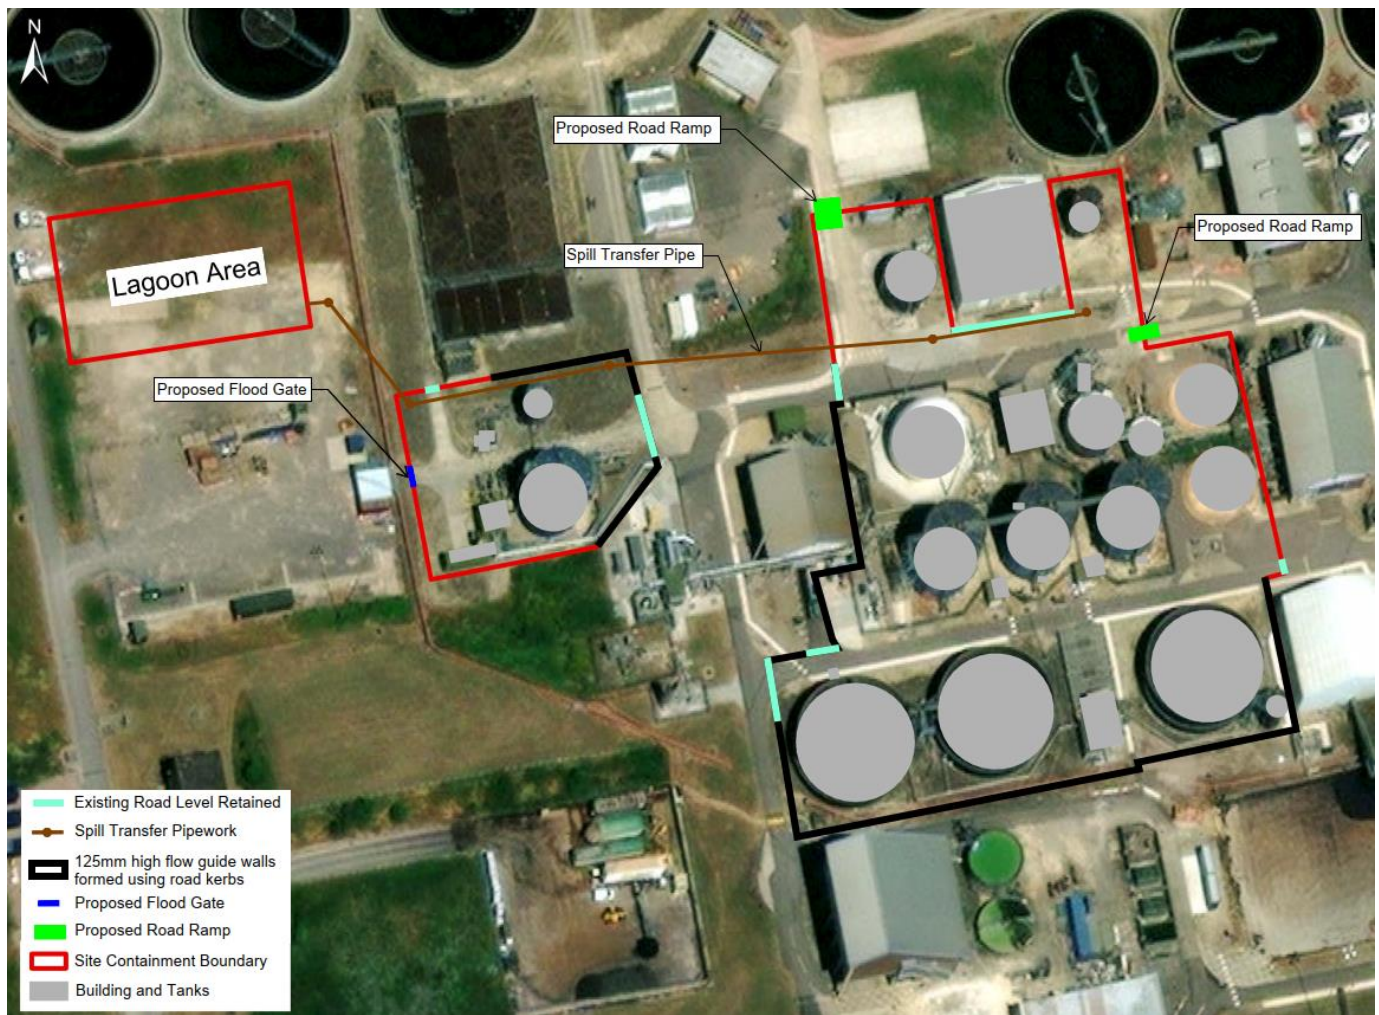 N
Proposed Road Ramp
Proposed Road Ramp
Spill Transfer Pipe
Lagoon Area
Proposed Flood Gate
Existing Road Level Retained
Spill Transfer Pipework
125mm high flow guide walls
formed using road kerbs
Proposed Flood Gate
Proposed Road Ramp
Site Containment Boundary
Building and Tanks